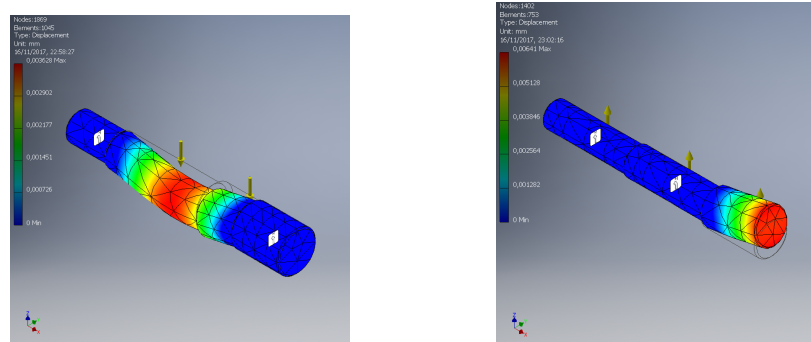 Nodes:1869
Elements:1045
Type: Displacement
Unit: mm
16/11/2017, 22:58:27
0,003628 Max
0,002902
0,002177
0,001451
0,000726
0 Min
Nodes:1402
Elements:753
Type: Displacement
Unit: mm
16/11/2017, 23:02:16
0,00641 Max
0,005128
0,003846
0,002564
0,001282
0 Min